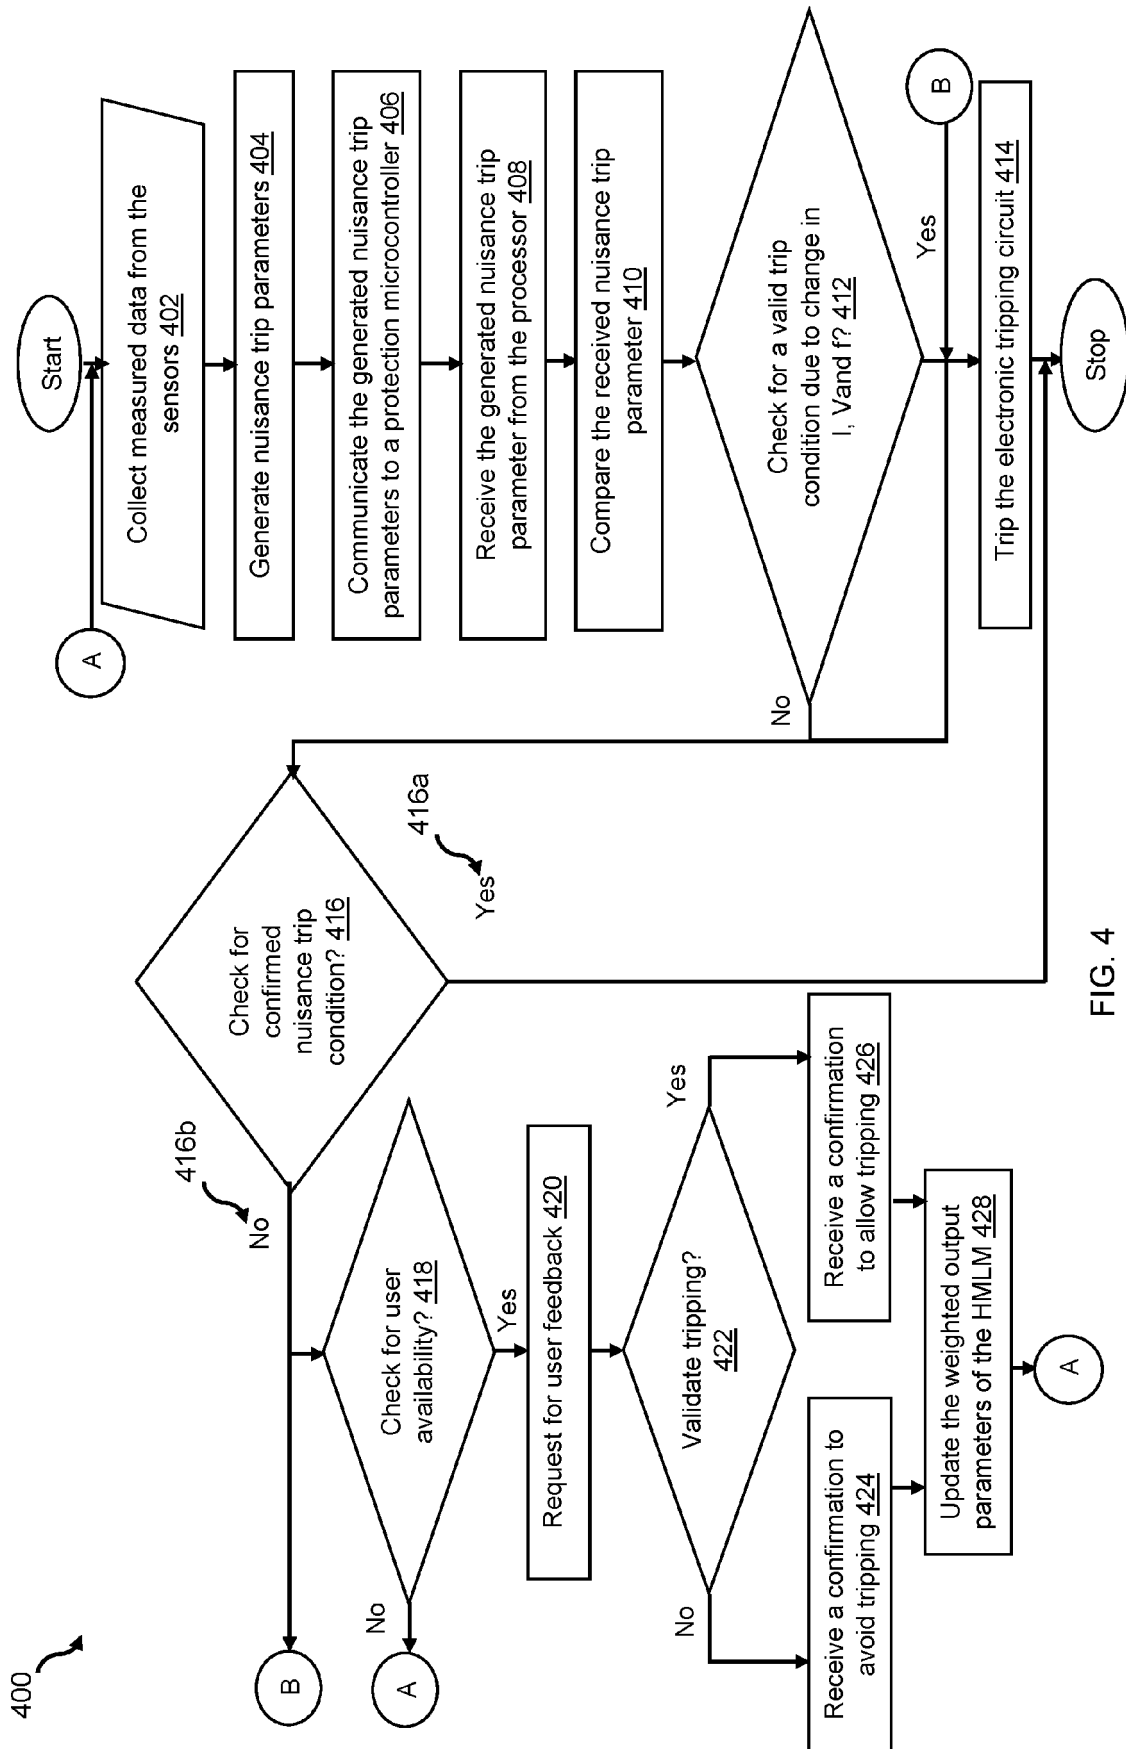 400
Start
A
Collect measured data from the
sensors 402
Generate nuisance trip parameters 404
Communicate the generated nuisance trip
parameters to a protection microcontroller 406
Receive the generated nuisance trip
parameter from the processor 408
Compare the received nuisance trip
parameter 410
Check for a valid trip
condition due to change in
I, Vand f? 412
No
Yes
B
Trip the electronic tripping circuit 414
Stop
Check for
confirmed
nuisance trip
condition? 416
416a
Yes
416b
No
B
Check for user
availability? 418
No
A
Yes
Request for user feedback 420
Validate tripping?
422
No
Yes
Receive a confirmation to
avoid tripping 424
Receive a confirmation
to allow tripping 426
Update the weighted output
parameters of the HMLM 428
A
FIG. 4